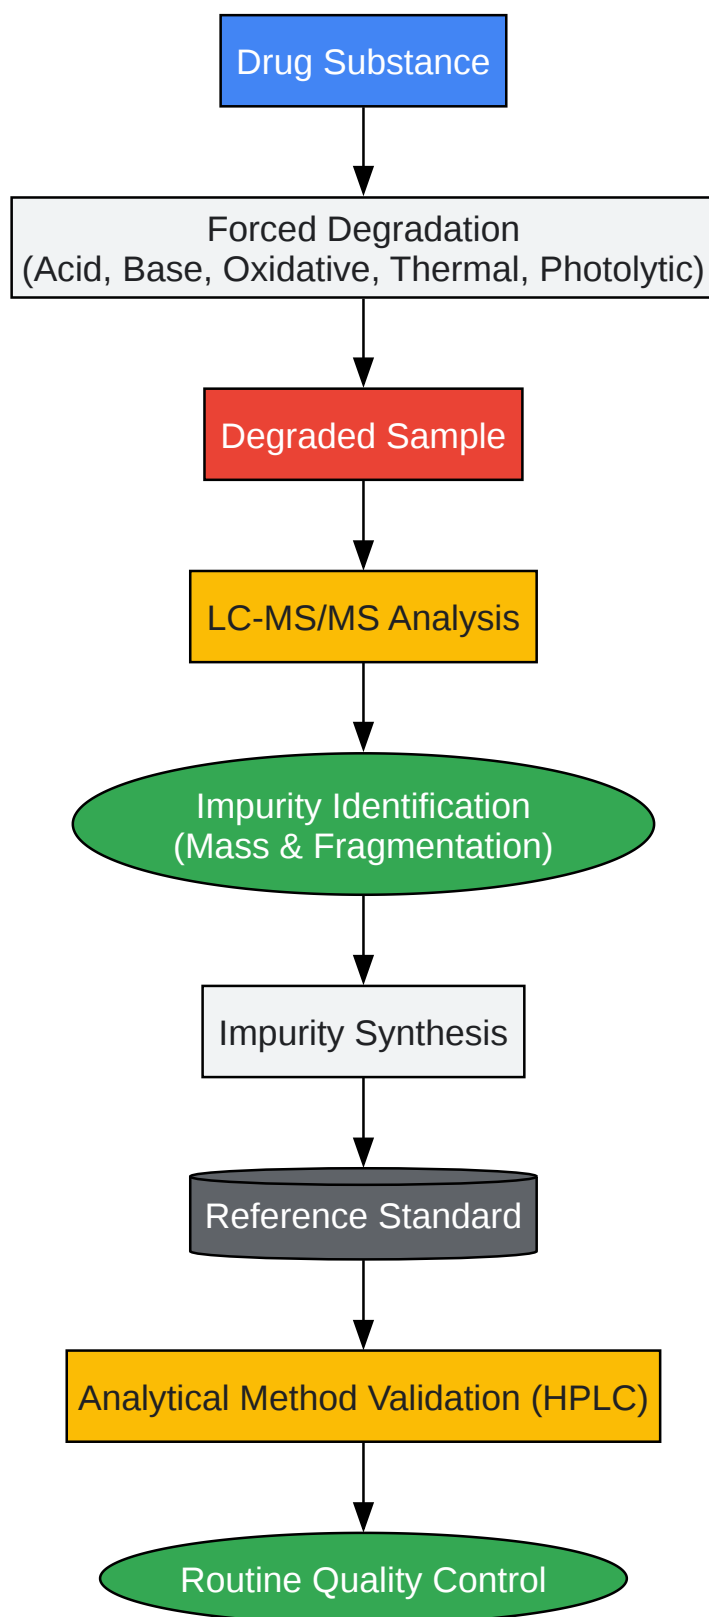 Drug Substance
Forced Degradation
(Acid, Base, Oxidative, Thermal, Photolytic)
Degraded Sample
LC-MS/MS Analysis
Impurity Identification
(Mass & Fragmentation)
Impurity Synthesis
Reference Standard
Analytical Method Validation (HPLC)
Routine Quality Control